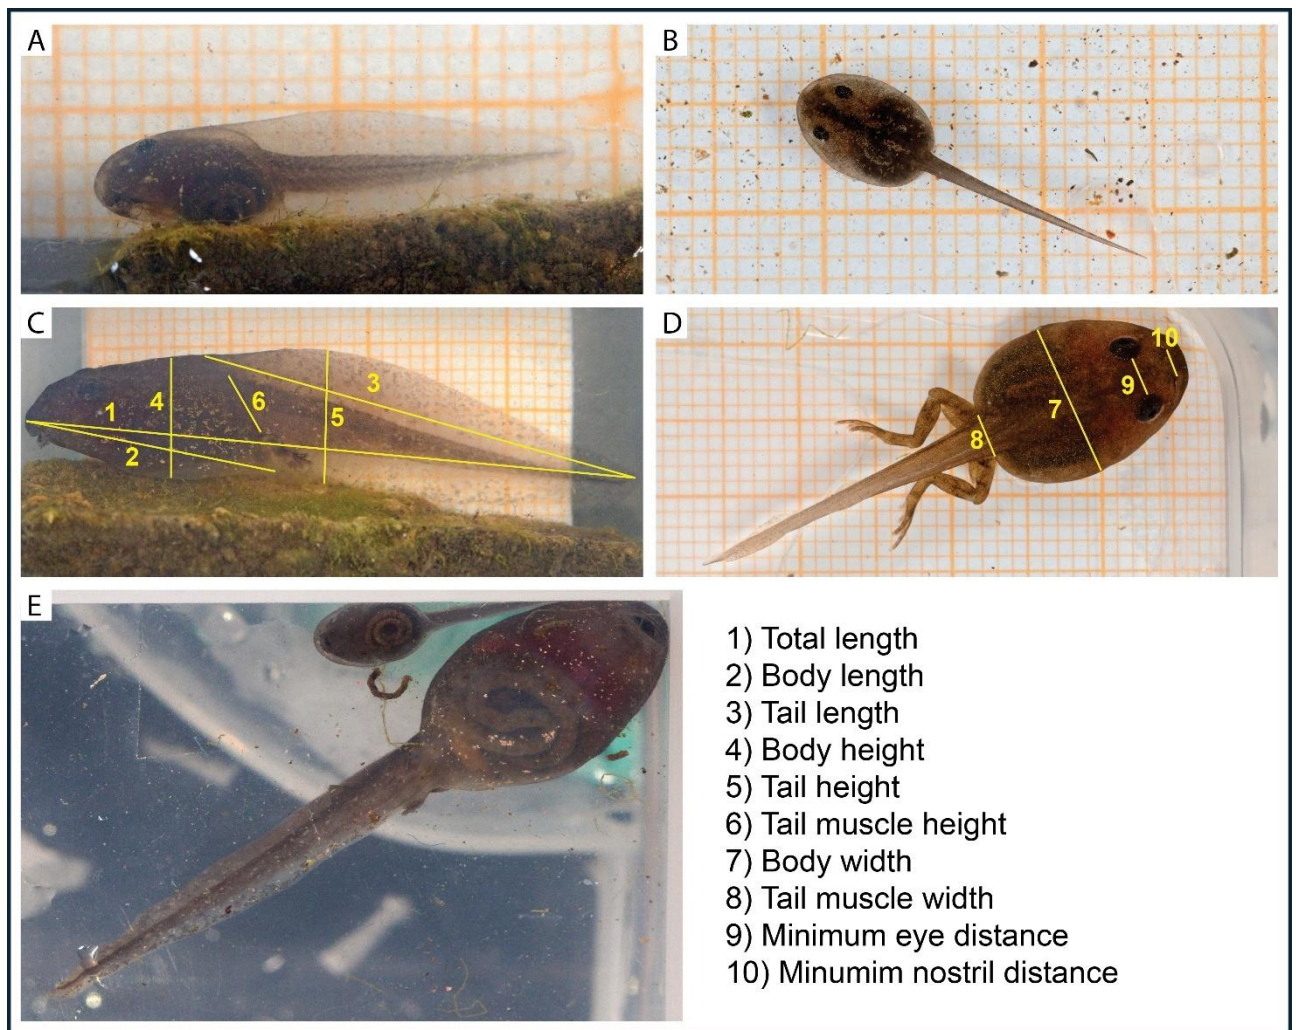 A
B
C
1
2
3
4
5
6
D
7
8
9
10
E
1) Total length
2) Body length
3) Tail length
4) Body height
5) Tail height
6) Tail muscle height
7) Body width
8) Tail muscle width
9) Minimum eye distance
10) Minumim nostril distance